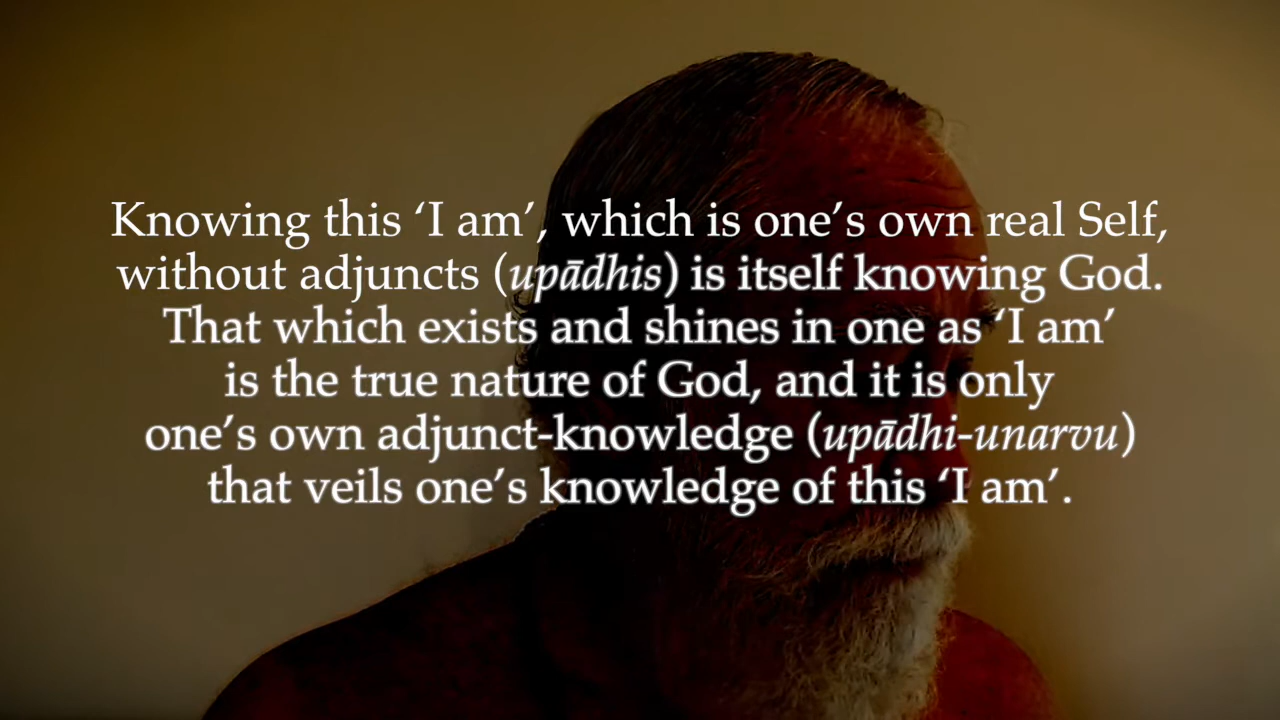 Knowing this ‘I am’, which is one’s own real Self,
without adjuncts (upādhis) is itself knowing God.
That which exists and shines in one as ‘I am’
is the true nature of God, and it is only
one’s own adjunct-knowledge (upādhi-unarvu)
that veils one’s knowledge of this ‘I am’.